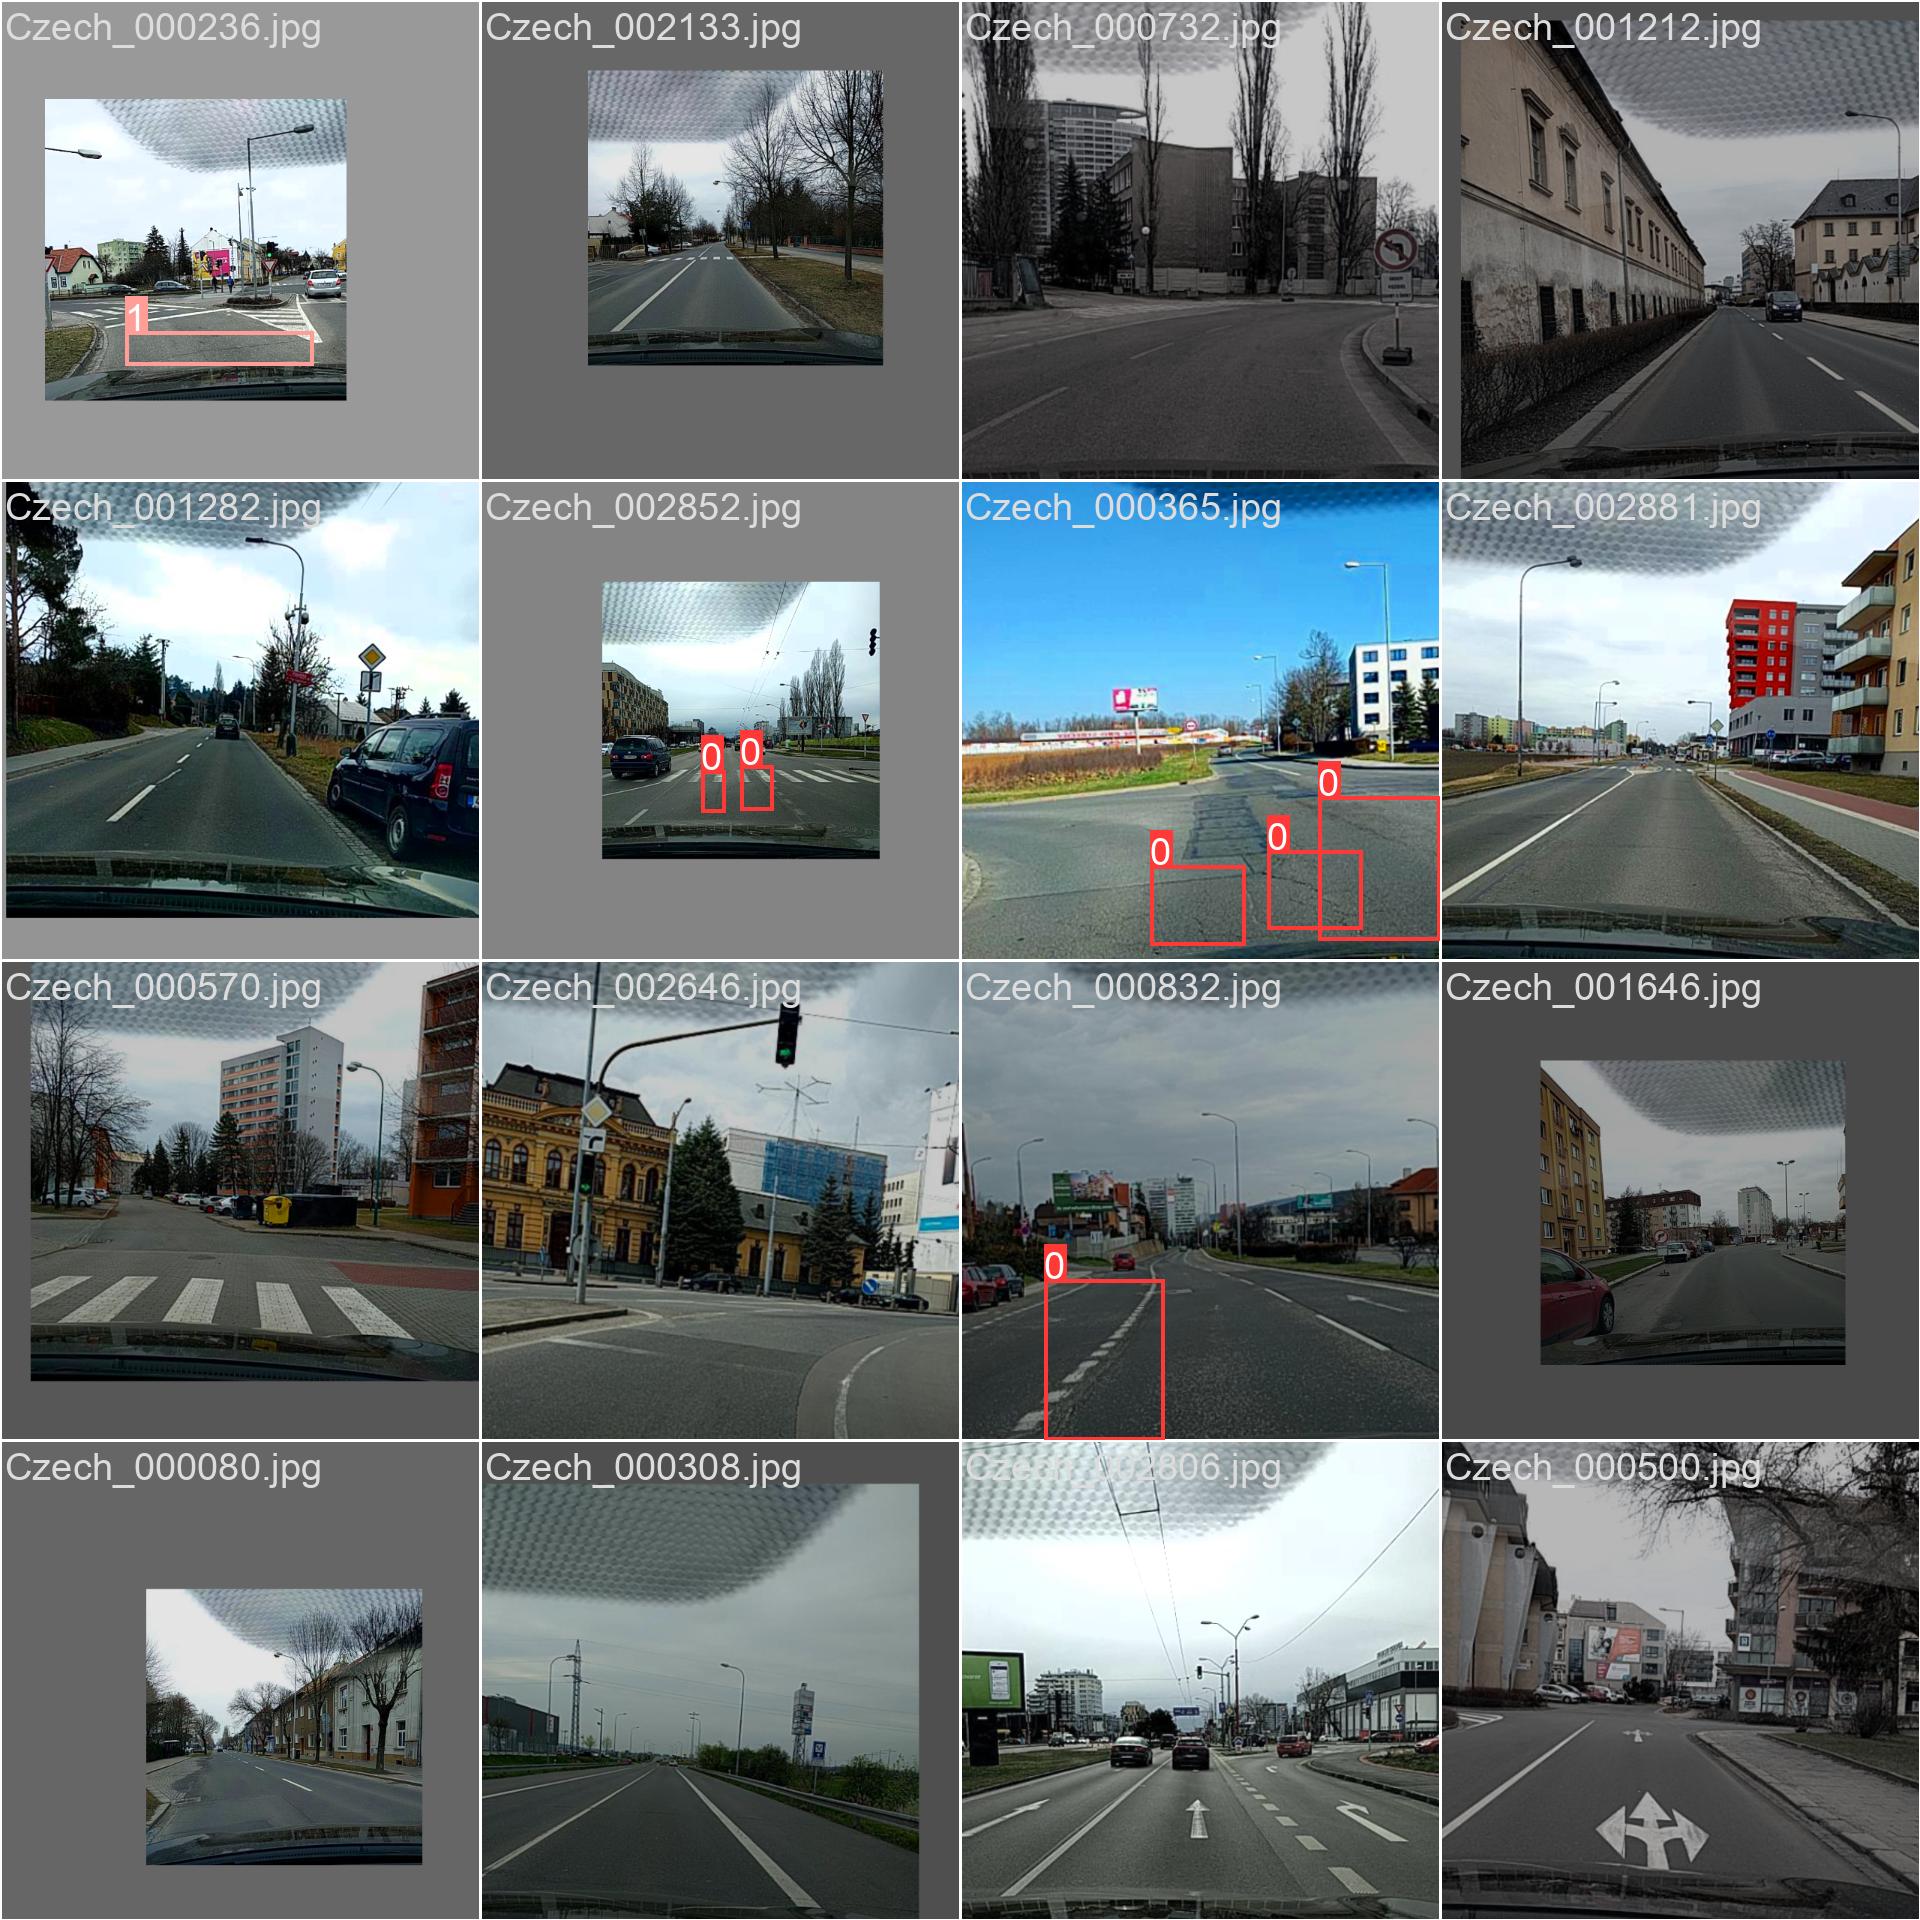 Czech_000236.jpg
Czech_002133.jpg
Czech_000732.jpg
Czech_001212.jpg
1
Czech_001282.jpg
Czech_002852.jpg
Czech_000365.jpg
Czech_002881.jpg
0
0
0
0
0
Czech_000570.jpg
Czech_002646.jpg
Czech_000832.jpg
Czech_001646.jpg
0
Czech_000080.jpg
Czech_000308.jpg
Czech_002806.jpg
Czech_000500.jpg